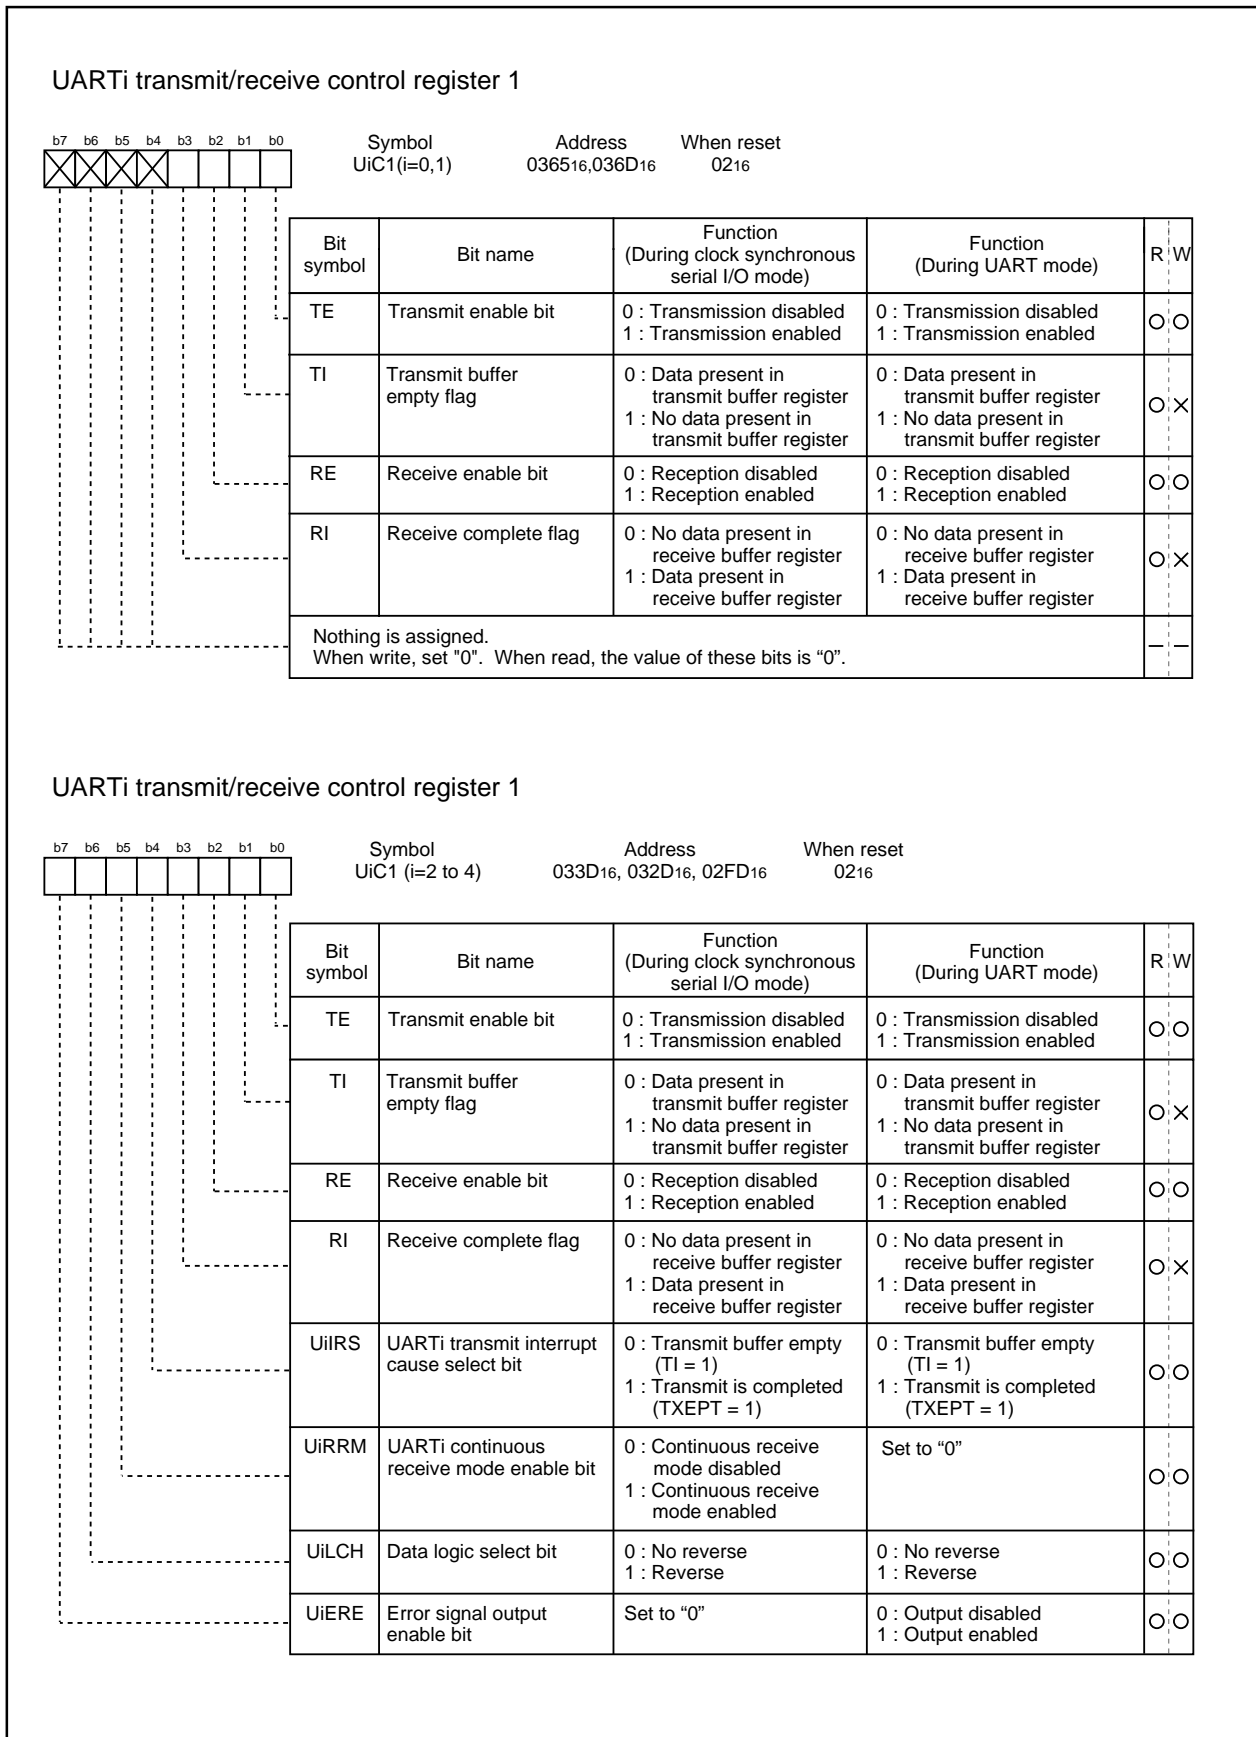 UARTi transmit/receive control register 1
b7 b6 b5 b4 b3 b2 b1 b0
Symbol Address When reset
UiC1(i=0,1) 036516,036D16 0216
Bit symbol Bit name Function (During clock synchronous serial I/O mode) Function (During UART mode) R W
TE Transmit enable bit 0 : Transmission disabled 0 : Transmission disabled
1 : Transmission enabled 1 : Transmission enabled
TI Transmit buffer 0 : Data present in 0 : Data present in
empty flag transmit buffer register transmit buffer register
1 : No data present in 1 : No data present in
transmit buffer register transmit buffer register
RE Receive enable bit 0 : Reception disabled 0 : Reception disabled
1 : Reception enabled 1 : Reception enabled
RI Receive complete flag 0 : No data present in 0 : No data present in
receive buffer register receive buffer register
1 : Data present in 1 : Data present in
receive buffer register receive buffer register
Nothing is assigned.
When write, set "0". When read, the value of these bits is “0”.
UARTi transmit/receive control register 1
b7 b6 b5 b4 b3 b2 b1 b0
Symbol Address When reset
UiC1 (i=2 to 4) 033D16, 032D16, 02FD16 0216
Bit symbol Bit name Function (During clock synchronous serial I/O mode) Function (During UART mode) R W
TE Transmit enable bit 0 : Transmission disabled 0 : Transmission disabled
1 : Transmission enabled 1 : Transmission enabled
TI Transmit buffer 0 : Data present in 0 : Data present in
empty flag transmit buffer register transmit buffer register
1 : No data present in 1 : No data present in
transmit buffer register transmit buffer register
RE Receive enable bit 0 : Reception disabled 0 : Reception disabled
1 : Reception enabled 1 : Reception enabled
RI Receive complete flag 0 : No data present in 0 : No data present in
receive buffer register receive buffer register
1 : Data present in 1 : Data present in
receive buffer register receive buffer register
UiIRS UARTi transmit interrupt 0 : Transmit buffer empty 0 : Transmit buffer empty
cause select bit (TI = 1) (TI = 1)
1 : Transmit is completed 1 : Transmit is completed
(TXEPT = 1) (TXEPT = 1)
UiRRM UARTi continuous 0 : Continuous receive Set to “0”
receive mode enable bit mode disabled
1 : Continuous receive
mode enabled
UiLCH Data logic select bit 0 : No reverse 0 : No reverse
1 : Reverse 1 : Reverse
UiERE Error signal output Set to “0” 0 : Output disabled
enable bit 1 : Output enabled